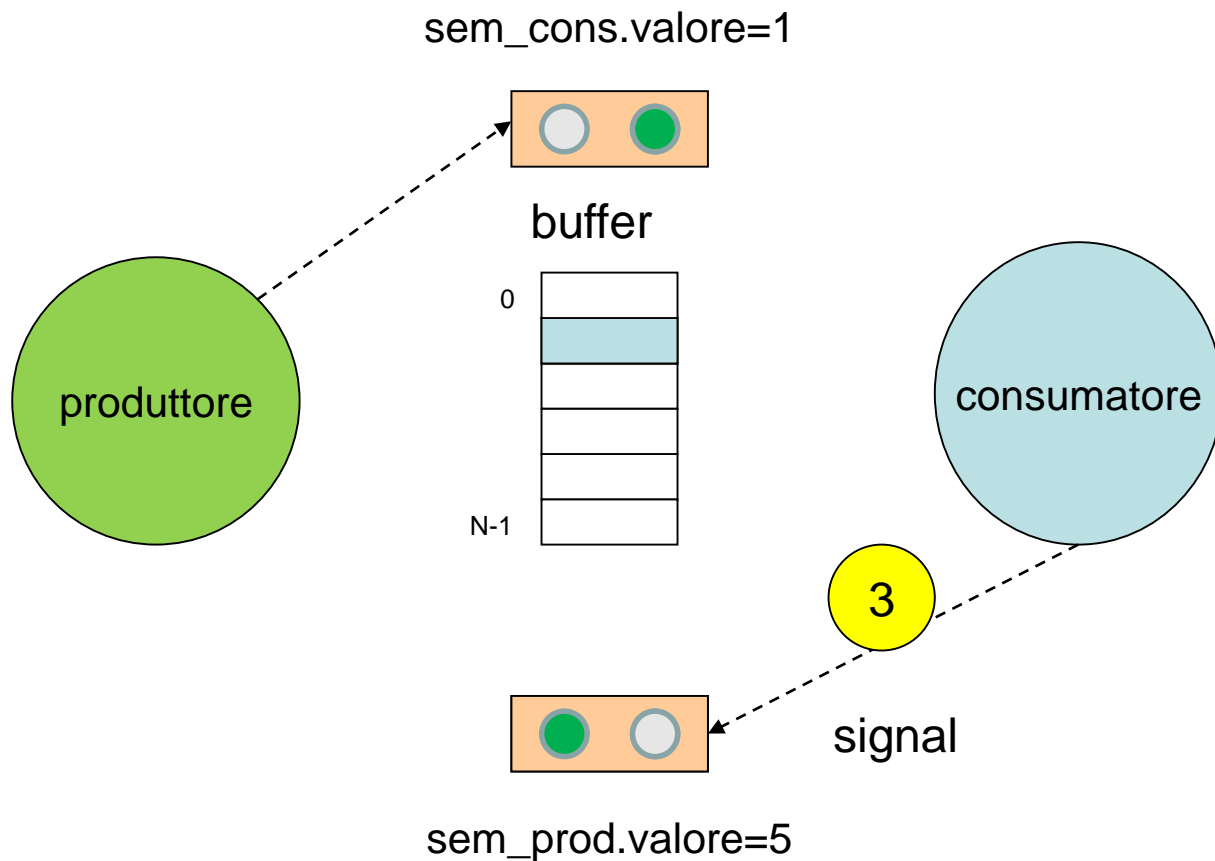 sem_cons.valore=1
buffer
0
produttore
consumatore
N-1
3
signal
sem_prod.valore=5